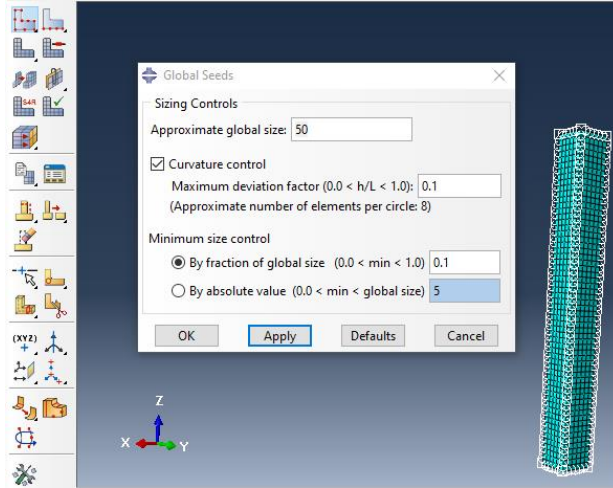 Global Seeds
Sizing Controls
Approximate global size: 50
Curvature control
Maximum deviation factor (0.0 < h/L < 1.0): 0.1
(Approximate number of elements per circle: 8)
Minimum size control
By fraction of global size (0.0 < min < 1.0) 0.1
By absolute value (0.0 < min < global size) 5
OK Apply Defaults Cancel
S4R
(XYZ)
Z
X Y